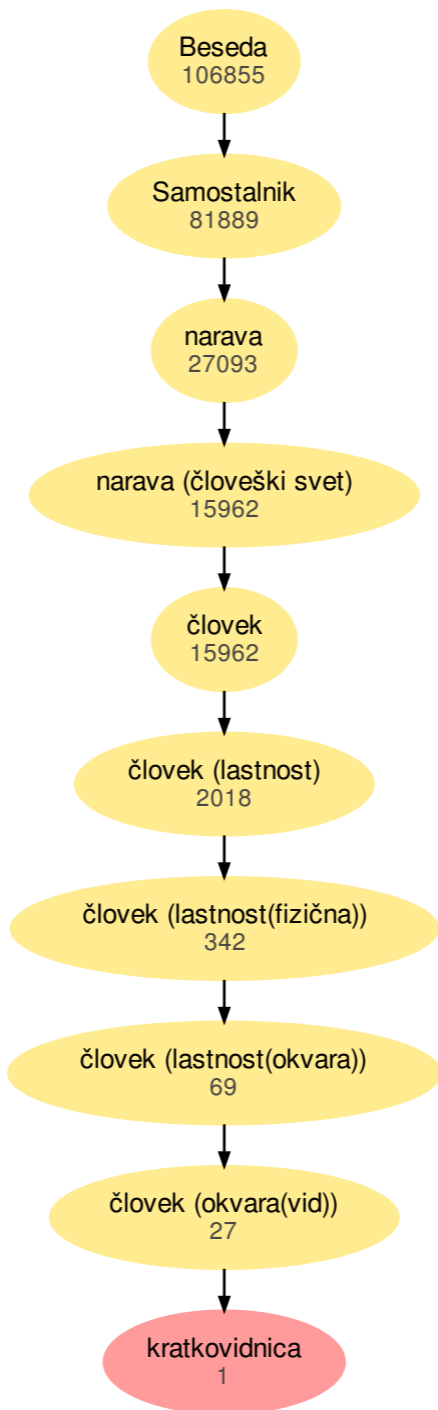 Beseda
106855
Samostalnik
81889
narava
27093
narava (človeški svet)
15962
človek
15962
človek (lastnost)
2018
človek (lastnost(fizična))
342
človek (lastnost(okvara))
69
človek (okvara(vid))
27
kratkovidnica
1